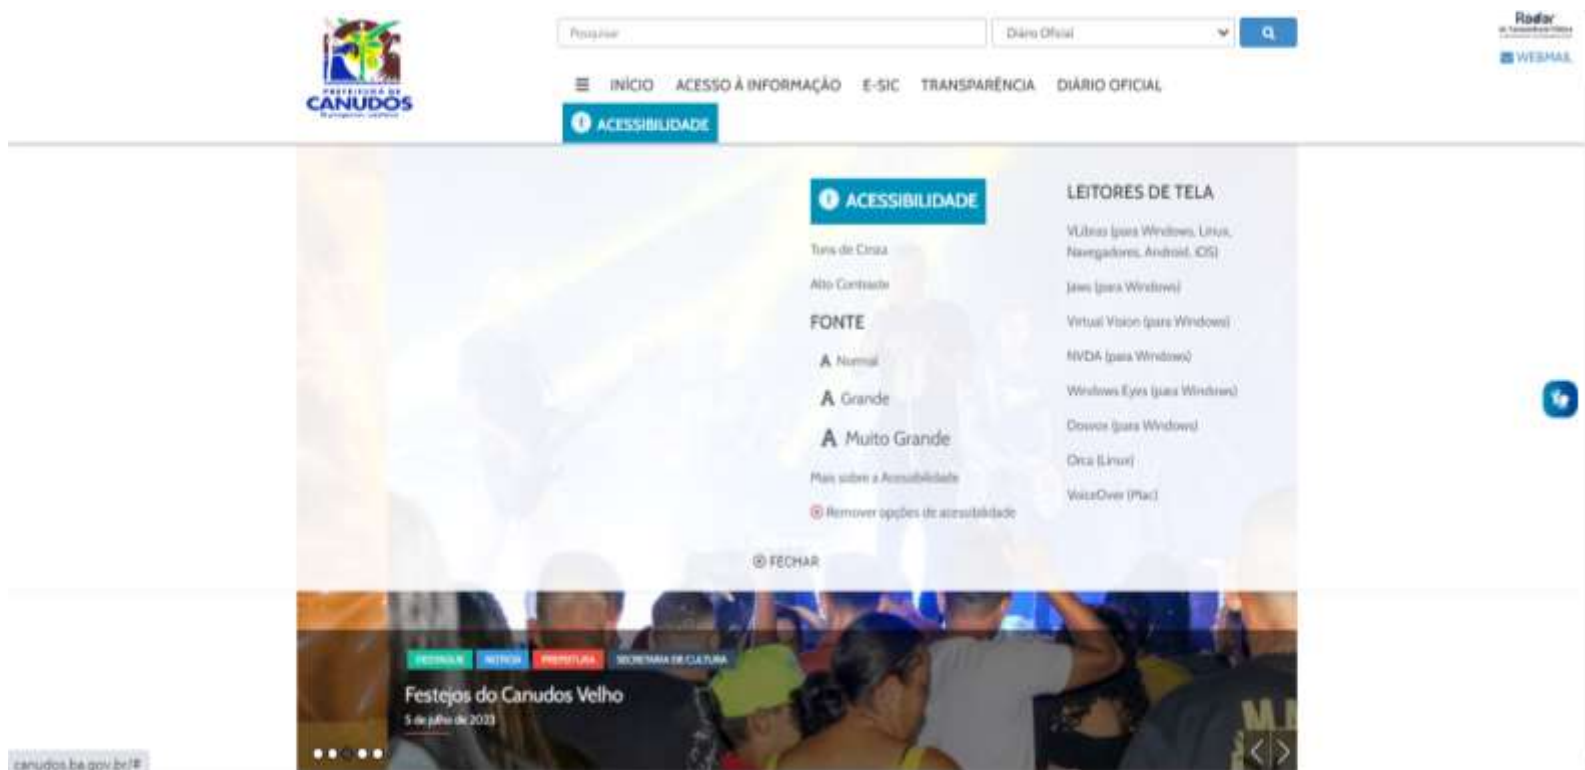 PREFEITURA DE
CANUDOS
Pesquisar
Diário Oficial
Radar
WEBMAIL
INÍCIO ACESSO À INFORMAÇÃO E-SIC TRANSPARÊNCIA DIÁRIO OFICIAL
ACESSIBILIDADE
ACESSIBILIDADE
Tons de Cinza
Alto Contraste
FONTE
A Normal
A Grande
A Muito Grande
Mais sobre a Acessibilidade
Remover opções de acessibilidade
LEITORES DE TELA
VLibras (para Windows, Linux,
Navegadores, Android, iOS)
Jaws (para Windows)
Virtual Vision (para Windows)
NVDA (para Windows)
Windows Eyes (para Windows)
Dosvox (para Windows)
Orca (Linux)
VoiceOver (Mac)
FECHAR
DESTAQUE NOTÍCIA PREFEITURA SECRETARIA DE CULTURA
Festejos do Canudos Velho
5 de julho de 2023
canudos.ba.gov.br/#